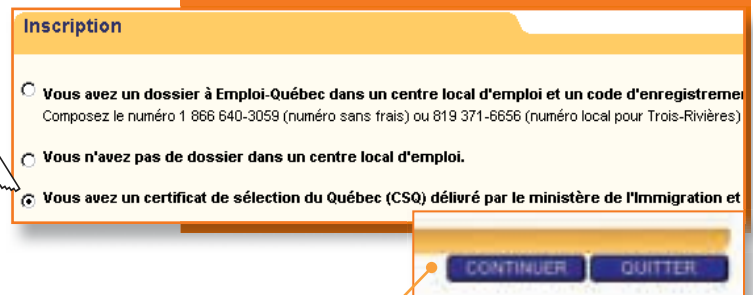 Inscription
Vous avez un dossier à Emploi-Québec dans un centre local d'emploi et un code
Composez le numéro 1 866 640-3059 (numéro sans frais) ou 819 371-6656 (numéro local pour Trois-Rivières)
Vous n'avez pas de dossier dans un centre local d'emploi.
Vous avez un certificat de sélection du Québec (CSQ) délivré par le ministère de l'Immigration et
CONTINUER QUITTER